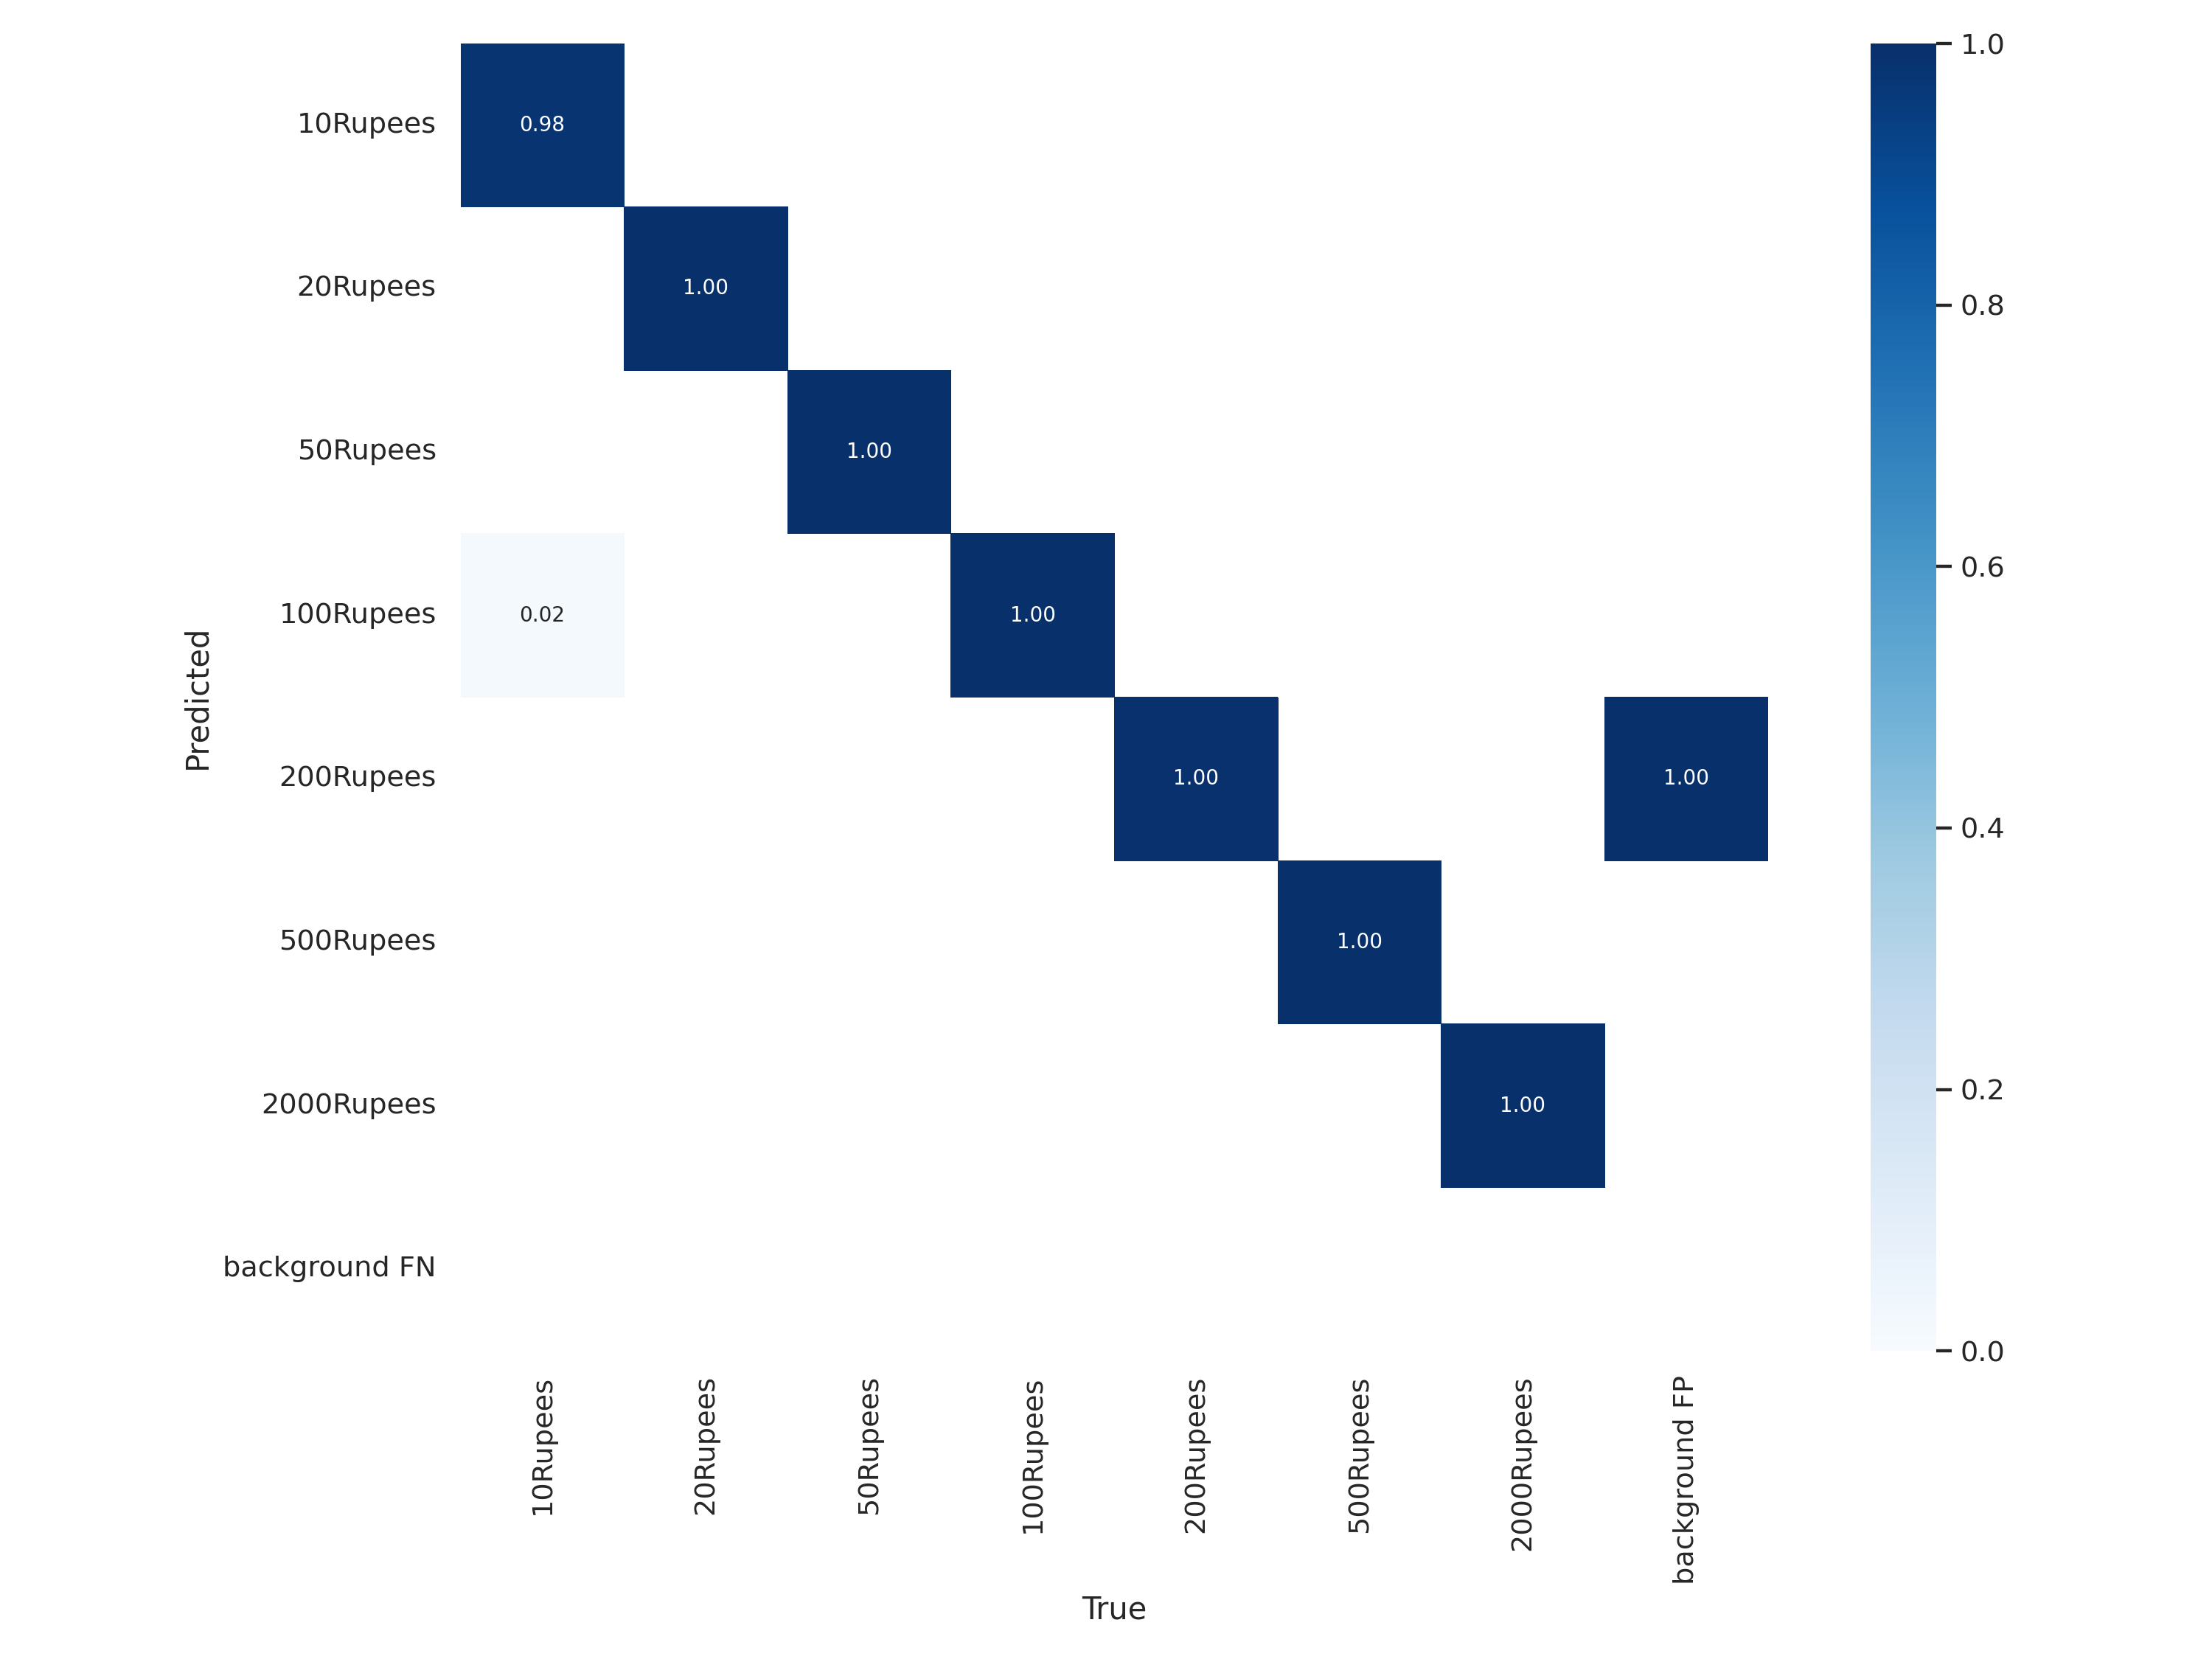 1.0
10Rupees 0.98
0.8
20Rupees 1.00
50Rupees 1.00
0.6
100Rupees 0.02 1.00
Predicted
200Rupees 1.00 1.00
0.4
500Rupees 1.00
0.2
2000Rupees 1.00
background FN
0.0
10Rupees
20Rupees
50Rupees
100Rupees
200Rupees
500Rupees
2000Rupees
background FP
True